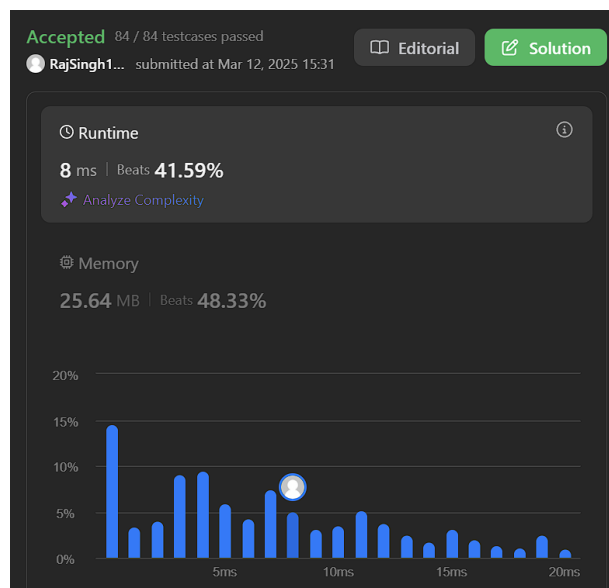 Accepted 84 / 84 testcases passed
Editorial
Solution
RajSingh1... submitted at Mar 12, 2025 15:31
Runtime
8 ms | Beats 41.59%
Analyze Complexity
Memory
25.64 MB | Beats 48.33%
20%
15%
10%
5%
0%
5ms 10ms 15ms 20ms